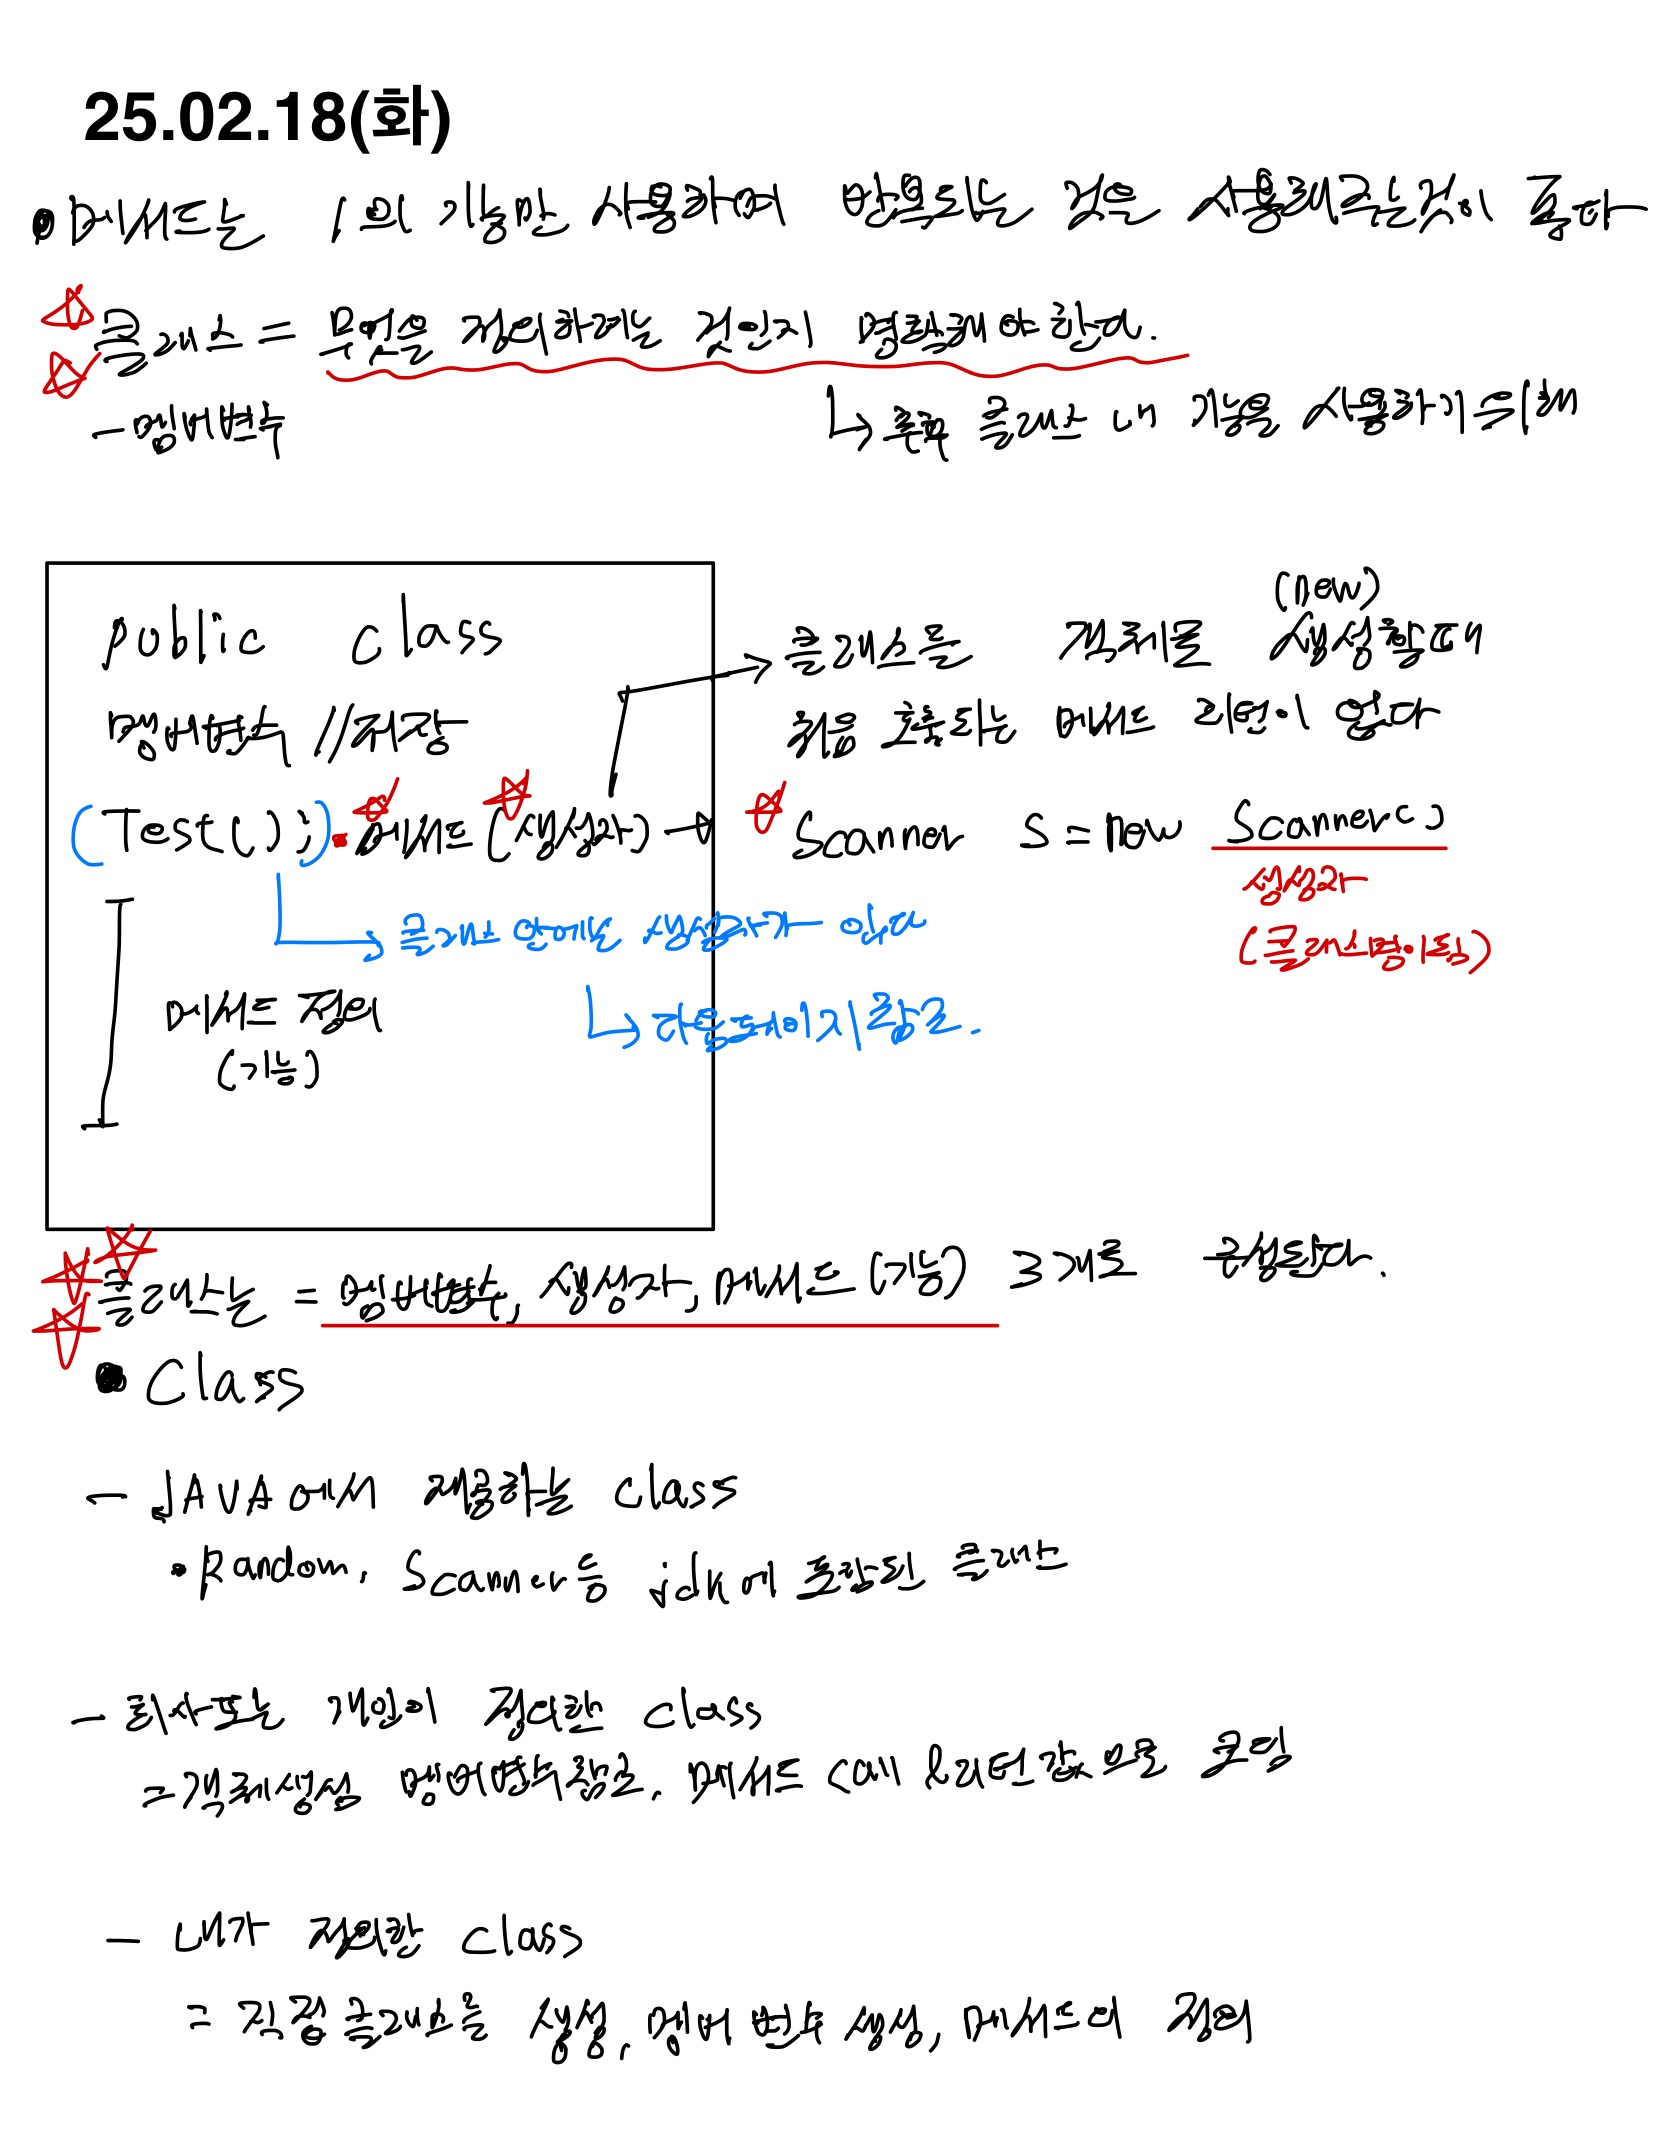 25.02.18(화)
메서드는 1의 기능만 사용하여 반복되는 것은 사용해주는것이 좋다
클래스 = 무엇을 정의하려는 것인지 명확해야한다.
- 멤버변수
↳ 추후 클래스 내 기능을 사용하기위해
public class
멤버변수 //저장
(Test();) 메서드 (생성자) →
↳ 클래스 안에는 생성자가 있다
↳ 다음페이지 참고.
메서드 정의
(기능)
(new)
클래스를 객체를 생성할때
처음 호출되는 메서드 리턴이 없다
Scanner s = new Scanner()
생성자
(클래스명이됨)
클래스는 = 멤버변수, 생성자, 메서드 (기능) 3개로 구성된다.
• Class
- JAVA에서 제공하는 class
• Random, Scanner등 jdk에 포함된 클래스
- 회사또는 개인이 정의한 class
= 객체생성 멤버변수참고. 메서드 call & 리턴값으로 코딩
- 내가 정의한 class
= 직접 클래스를 생성, 멤버 변수 생성, 메서드의 정의